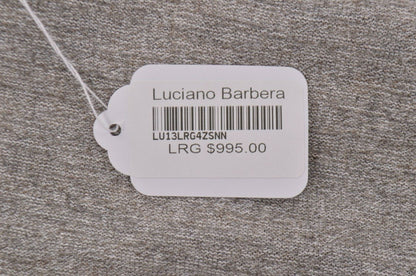 Luciano Barbera
LU13LRG4ZSNN
LRG $995.00